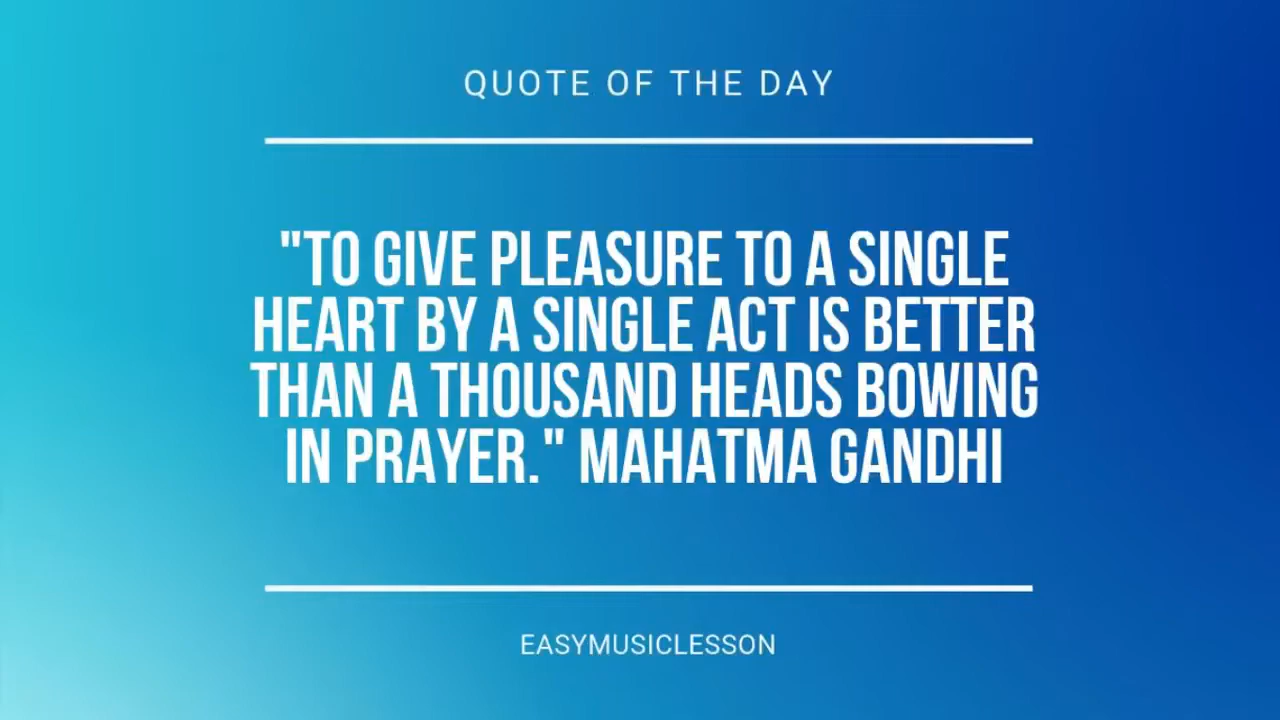 QUOTE OF THE DAY
"TO GIVE PLEASURE TO A SINGLE
HEART BY A SINGLE ACT IS BETTER
THAN A THOUSAND HEADS BOWING
IN PRAYER." MAHATMA GANDHI
EASYMUSICLESSON